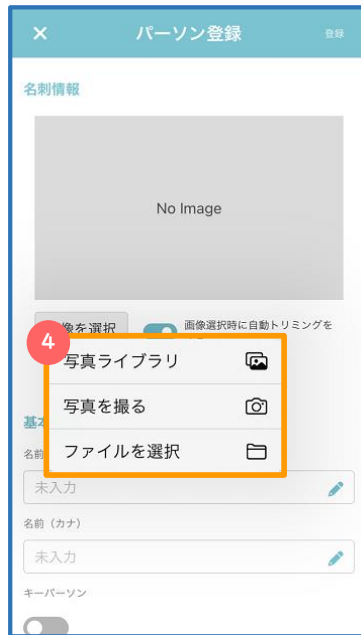 パーソン登録 登録
名刺情報
No Image
像を選択 画像選択時に自動トリミングを
4
写真ライブラリ
写真を撮る
ファイルを選択
基本
名前
未入力
名前（カナ）
未入力
キーパーソン